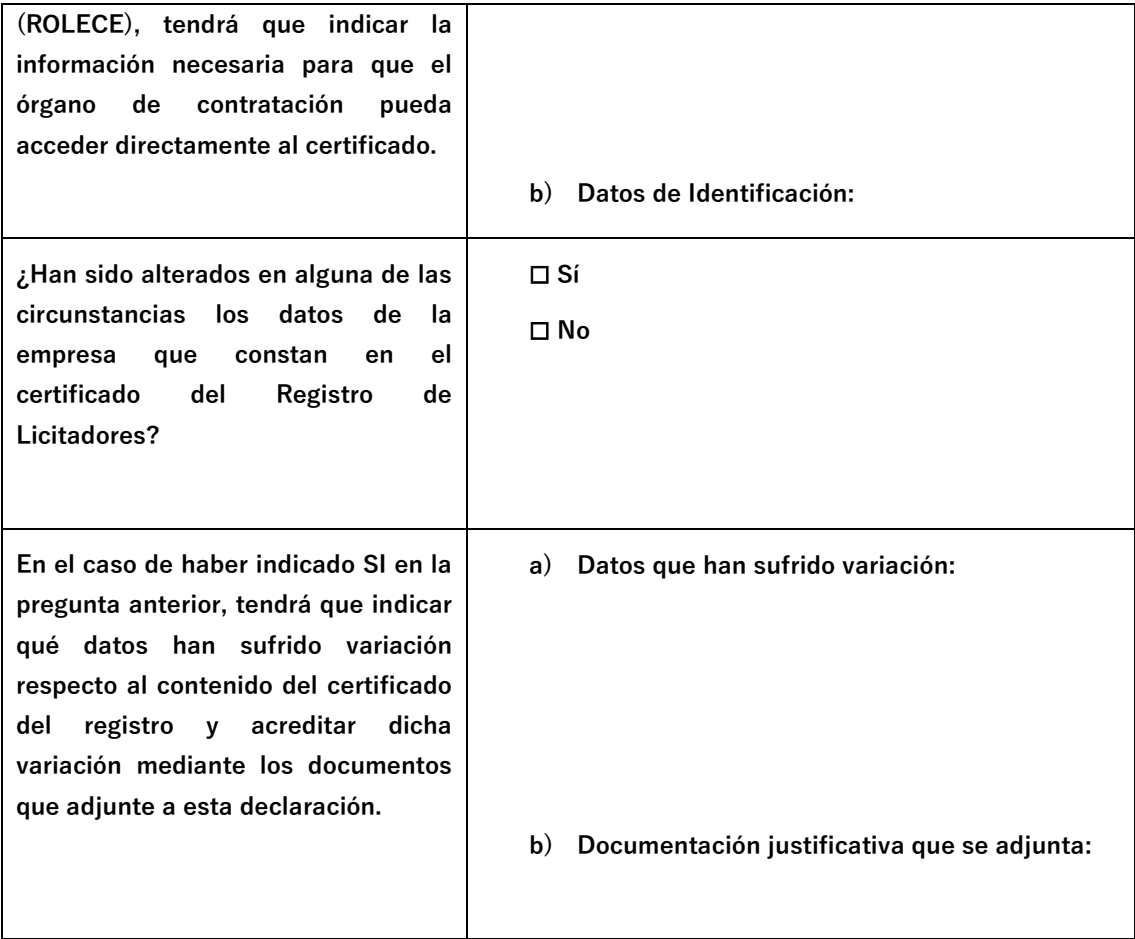 (ROLECE), tendrá que indicar la
información necesaria para que el
órgano de contratación pueda
acceder directamente al certificado.
b) Datos de Identificación:
¿Han sido alterados en alguna de las
circunstancias los datos de la
empresa que constan en el
certificado del Registro de
Licitadores?
☐ Sí
☐ No
En el caso de haber indicado SI en la
pregunta anterior, tendrá que indicar
qué datos han sufrido variación
respecto al contenido del certificado
del registro y acreditar dicha
variación mediante los documentos
que adjunte a esta declaración.
a) Datos que han sufrido variación:
b) Documentación justificativa que se adjunta: